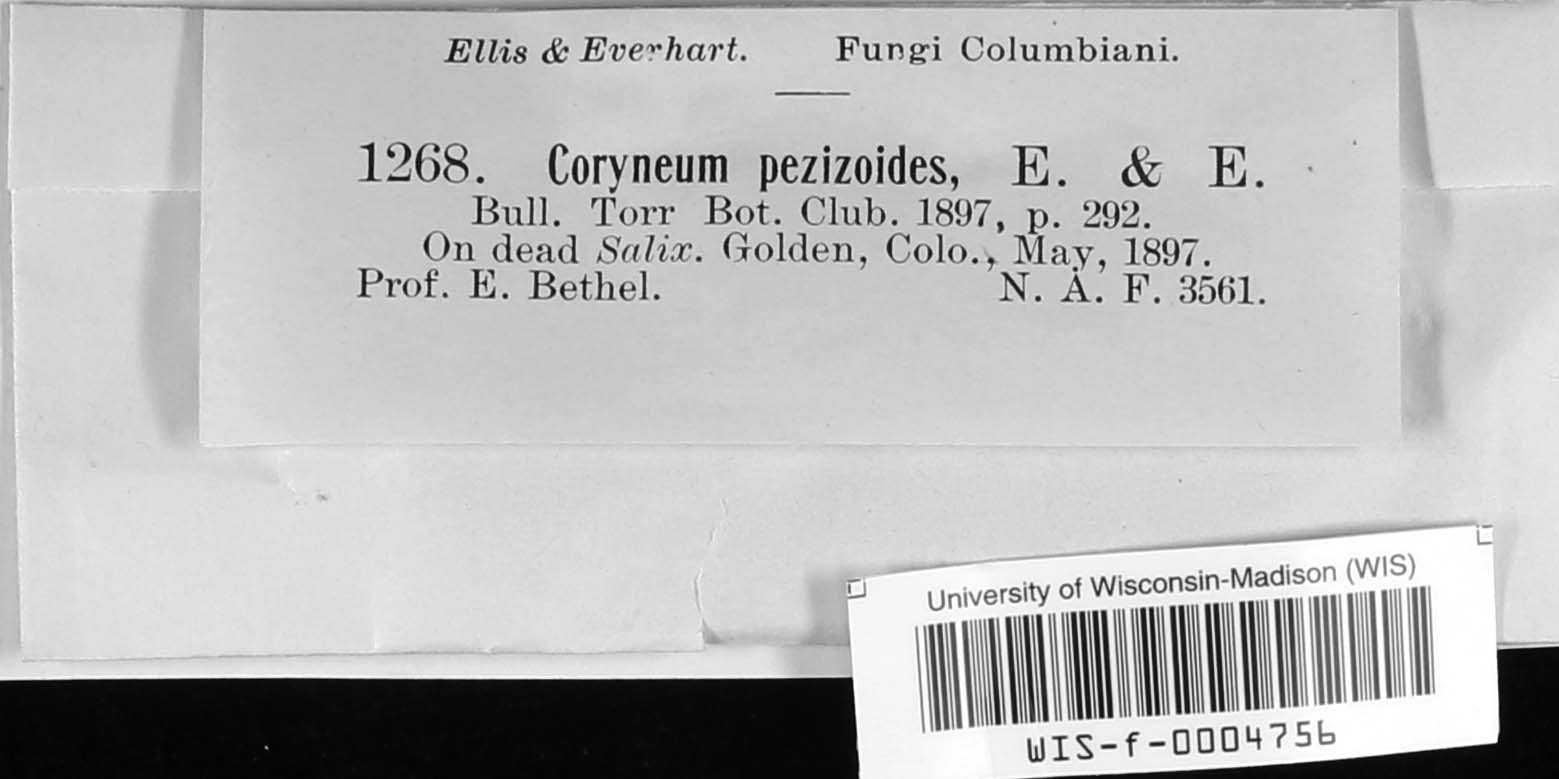 Ellis & Everhart. Fungi Columbiani.
1268. Coryneum pezizoides, E. & E.
Bull. Torr Bot. Club. 1897, p. 292.
On dead Salix. Golden, Colo., May, 1897.
Prof. E. Bethel. N. A. F. 3561.
University of Wisconsin-Madison (WIS)
WIS-f-0004756